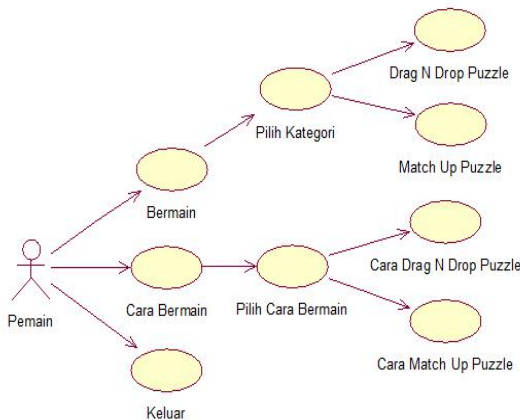 Drag N Drop Puzzle
Pilih Kategori
Match Up Puzzle
Bermain
Cara Drag N Drop Puzzle
Pemain
Cara Bermain
Pilih Cara Bermain
Cara Match Up Puzzle
Keluar